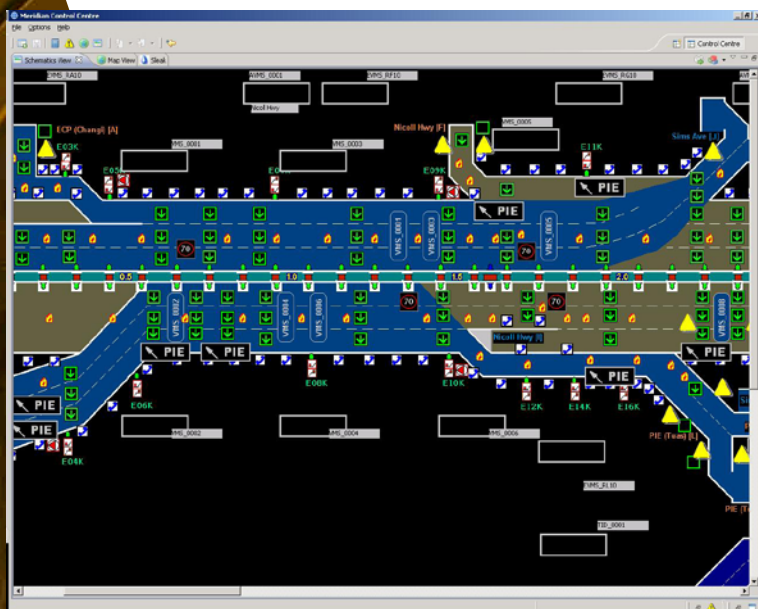 Meridian Control Centre
File Options Help
Control Centre
Schematics View Map View Sleak
EVMS_RA10
AVMS_0001
EVMS_RF10
EVMS_RG10
Nicoll Hwy
ECP (Changi) [A]
Nicoll Hwy [F]
VMS_0005
Sims Ave [J]
E03K
VMS_0001
VMS_0003
E11K
E05K
E09K
PIE
PIE
VMS_0001
VMS_0003
VMS_0005
70
70
0.5
1.0
1.5
2.0
VMS_0002
VMS_0004
VMS_0006
70
70
VMS_0008
Nicoll Hwy [I]
PIE
PIE
PIE
E08K
E10K
PIE
E06K
E12K
E14K
E16K
PIE
PIE
E04K
VMS_0002
VMS_0004
VMS_0006
PIE (Tuas) [L]
EVMS_RL10
TID_0001